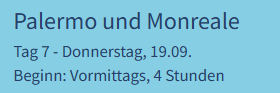 Palermo und Monreale
Tag 7 - Donnerstag, 19.09.
Beginn: Vormittags, 4 Stunden